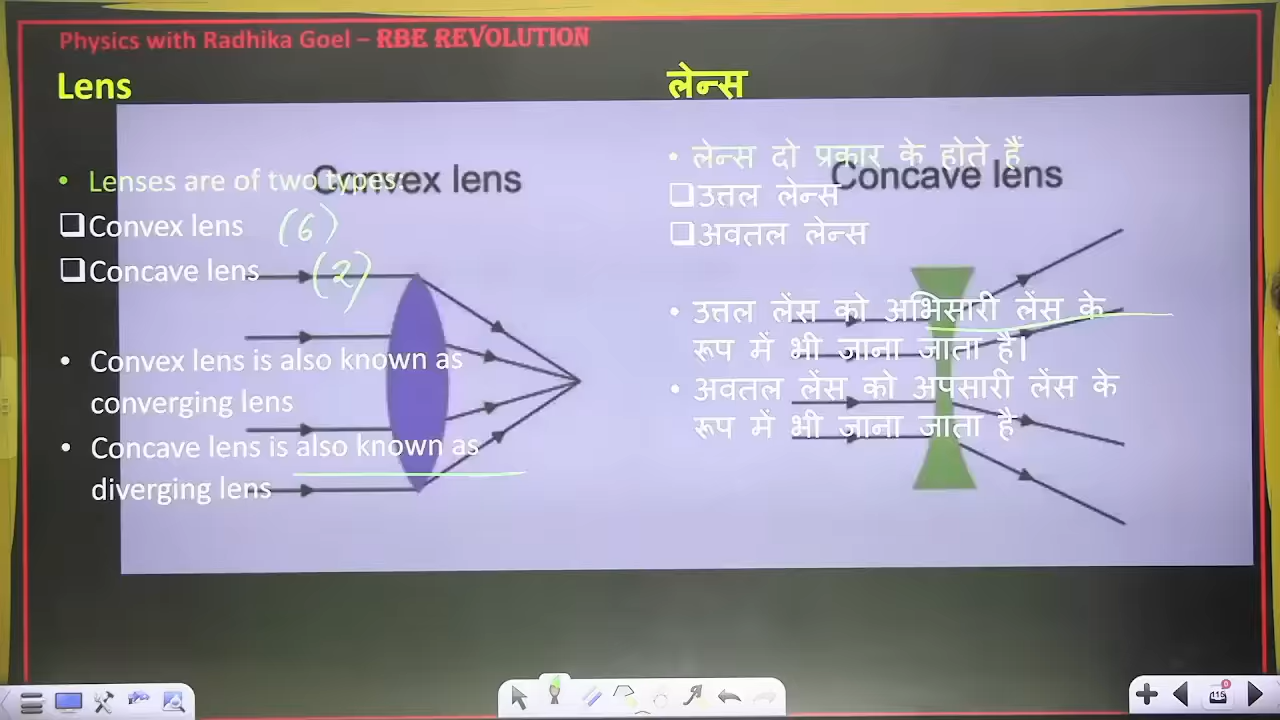 Physics with Radhika Goel – RBE REVOLUTION
Lens
Convex lens
Lenses are of two types:
Convex lens (6)
Concave lens (2)
Convex lens is also known as
converging lens
Concave lens is also known as
diverging lens
लेन्स
लेन्स दो प्रकार के होते हैं
Concave lens
उत्तल लेन्स
अवतल लेन्स
उत्तल लेंस को अभिसारी लेंस के
रूप में भी जाना जाता है।
अवतल लेंस को अपसारी लेंस के
रूप में भी जाना जाता है
115